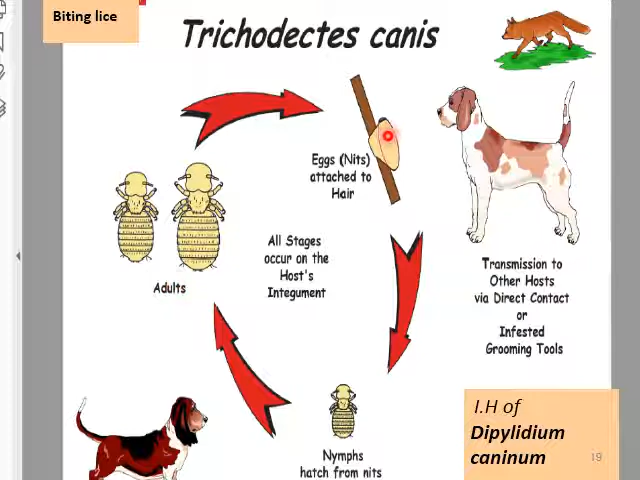 Biting lice
Trichodectes canis
Eggs (Nits)
attached to
Hair
All Stages
occur on the
Host's
Integument
Adults
Transmission to
Other Hosts
via Direct Contact
or
Infested
Grooming Tools
Nymphs
hatch from nits
I.H of
Dipylidium
caninum
19